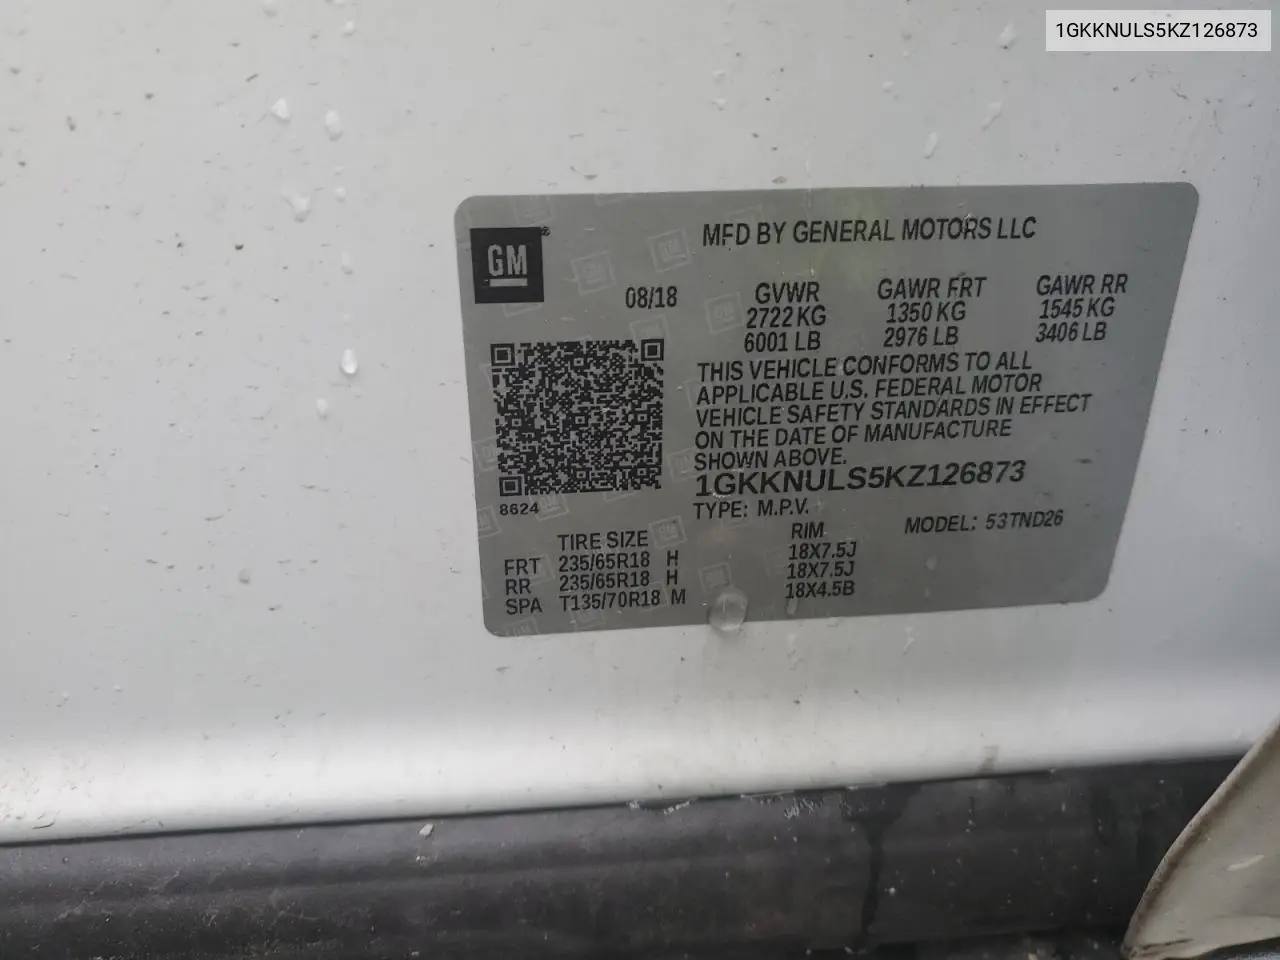 1GKKNULS5KZ126873
GM®
MFD BY GENERAL MOTORS LLC
08/18
GVWR GAWR FRT GAWR RR
2722 KG 1350 KG 1545 KG
6001 LB 2976 LB 3406 LB
THIS VEHICLE CONFORMS TO ALL
APPLICABLE U.S. FEDERAL MOTOR
VEHICLE SAFETY STANDARDS IN EFFECT
ON THE DATE OF MANUFACTURE
SHOWN ABOVE.
1GKKNULS5KZ126873
8624
TYPE: M.P.V.
MODEL: 53TND26
TIRE SIZE RIM
FRT 235/65R18 H 18X7.5J
RR 235/65R18 H 18X7.5J
SPA T135/70R18 M 18X4.5B